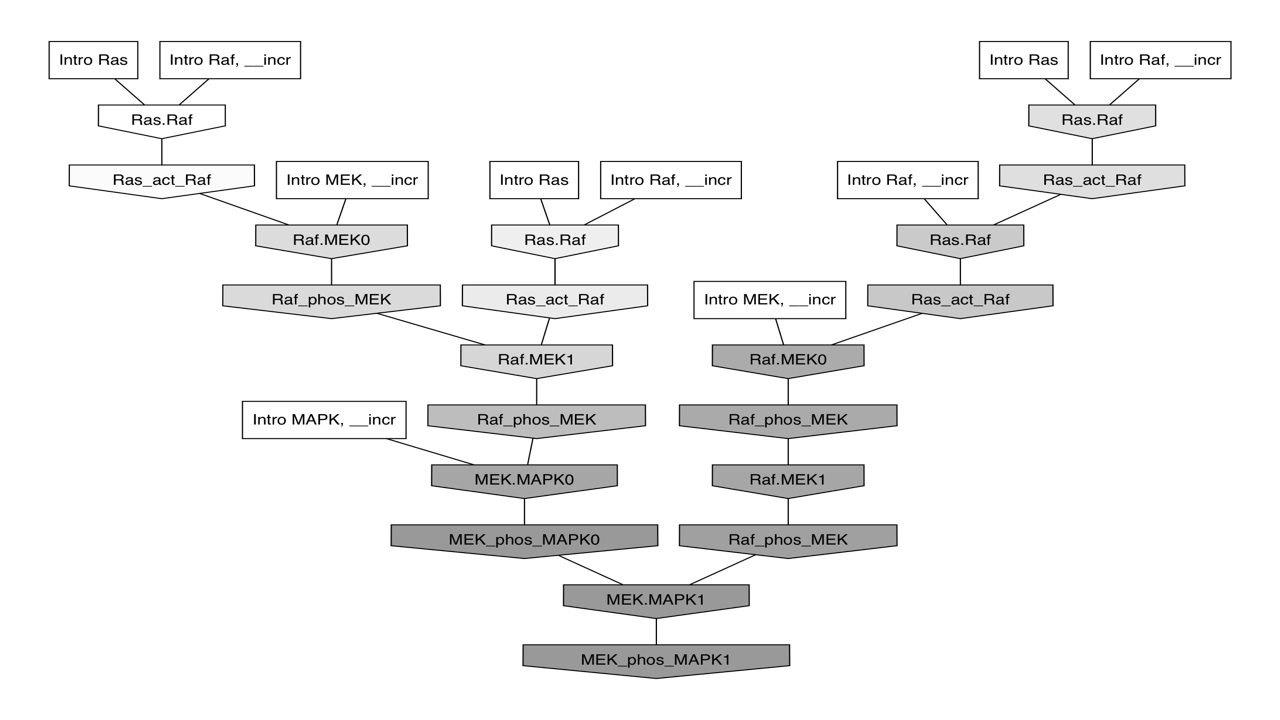 Intro Ras
Intro Raf, __incr
Intro Ras
Intro Raf, __incr
Ras.Raf
Ras.Raf
Ras_act_Raf
Intro MEK, __incr
Intro Ras
Intro Raf, __incr
Intro Raf, __incr
Ras_act_Raf
Raf.MEK0
Ras.Raf
Ras.Raf
Raf_phos_MEK
Ras_act_Raf
Intro MEK, __incr
Ras_act_Raf
Raf.MEK1
Raf.MEK0
Intro MAPK, __incr
Raf_phos_MEK
Raf_phos_MEK
MEK.MAPK0
Raf.MEK1
MEK_phos_MAPK0
Raf_phos_MEK
MEK.MAPK1
MEK_phos_MAPK1